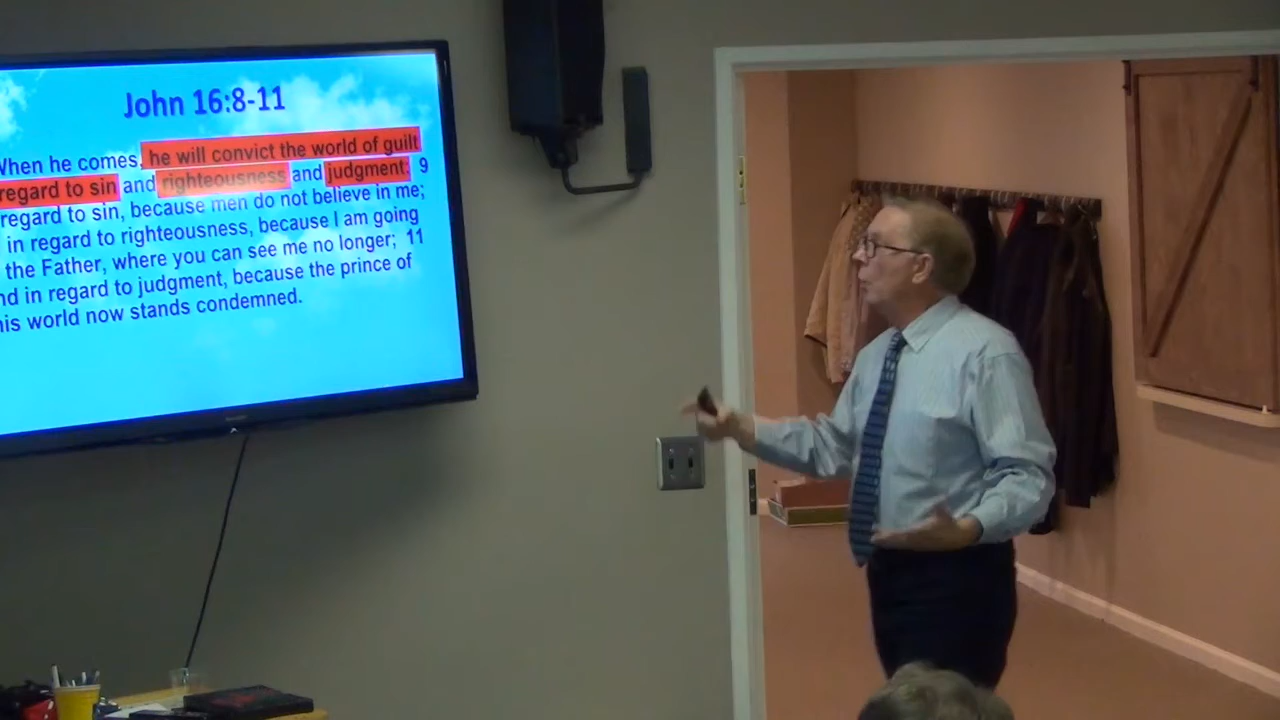 John 16:8-11
When he comes, he will convict the world of guilt
regard to sin and righteousness and judgment: 9
regard to sin, because men do not believe in me;
in regard to righteousness, because I am going
the Father, where you can see me no longer; 11
nd in regard to judgment, because the prince of
his world now stands condemned.